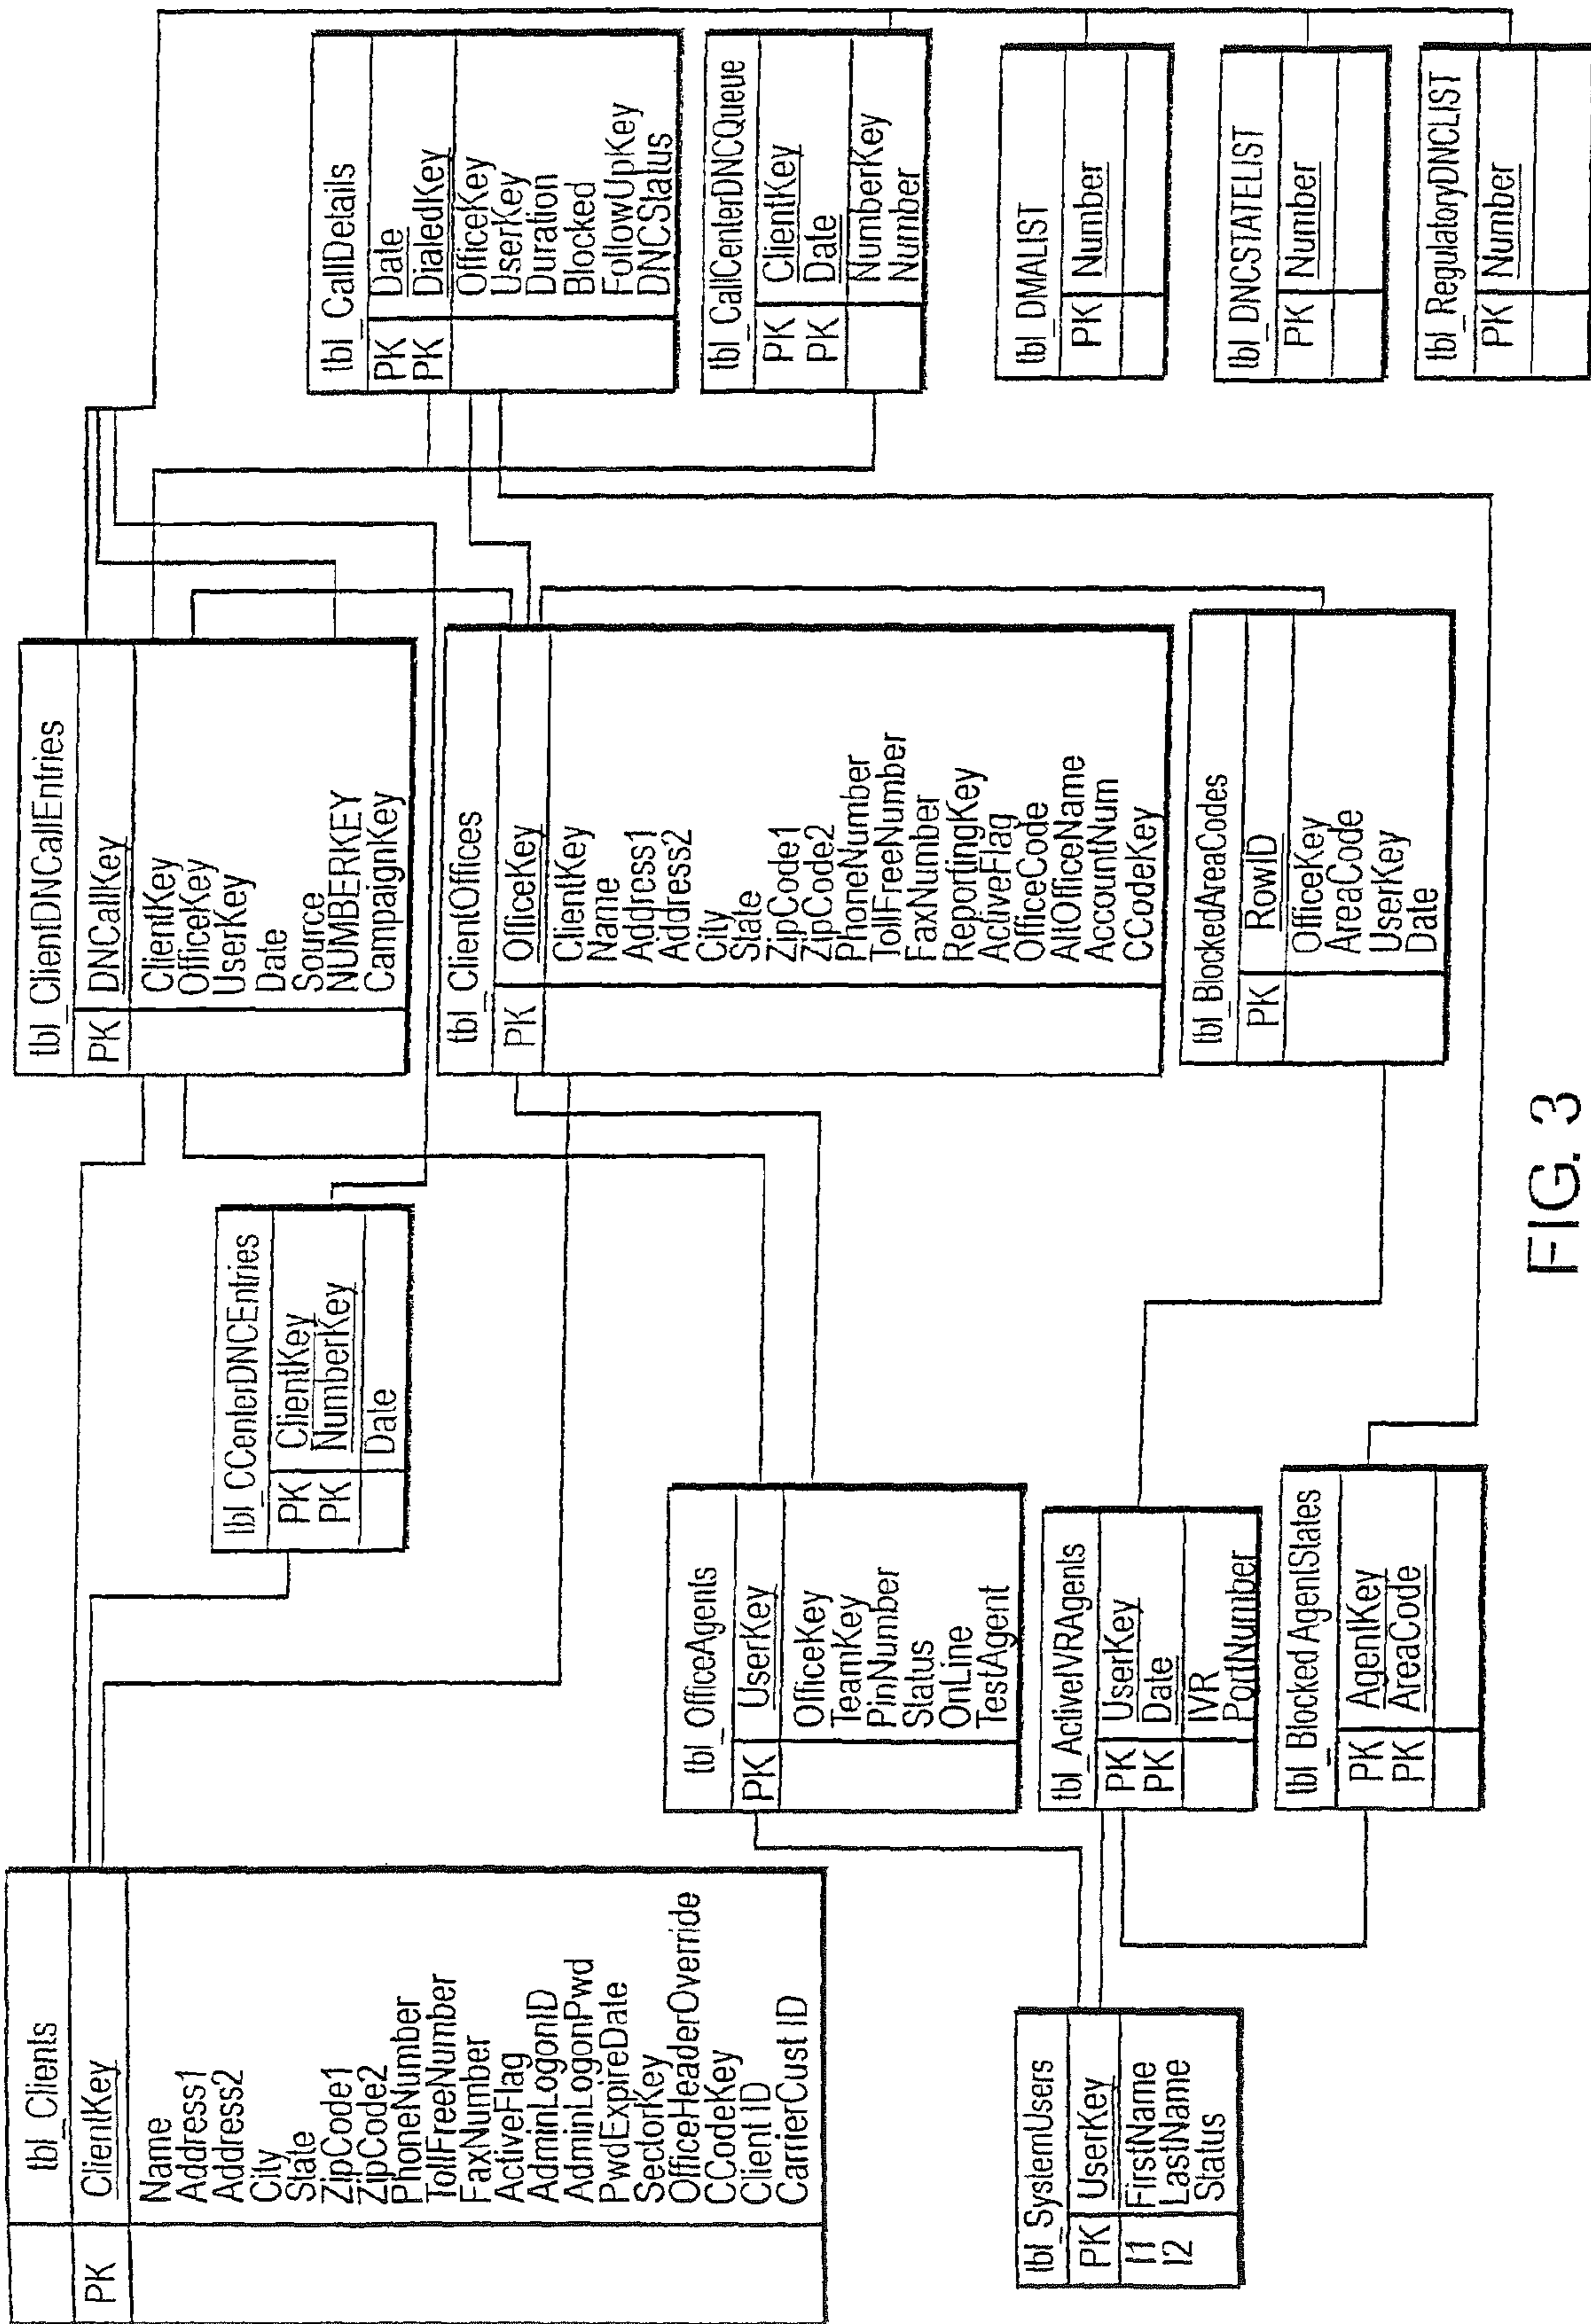 tbl_Clients
PK ClientKey
Name
Address1
Address2
City
State
ZipCode1
ZipCode2
PhoneNumber
TollFreeNumber
FaxNumber
ActiveFlag
AdminLogonID
AdminLogonPwd
PwdExpireDate
SectorKey
OfficeHeaderOverride
CCodeKey
Client ID
CarrierCust ID
tbl_SystemUsers
PK UserKey
I1 FirstName
I2 LastName
Status
tbl_CCenterDNCEntries
PK ClientKey
PK NumberKey
Date
tbl_OfficeAgents
PK UserKey
OfficeKey
TeamKey
PinNumber
Status
OnLine
TestAgent
tbl_ActiveIVRAgents
PK UserKey
PK Date
IVR
PortNumber
tbl_Blocked AgentStates
PK AgentKey
PK AreaCode
tbl_ClientDNCallEntries
PK DNCallKey
ClientKey
OfficeKey
UserKey
Date
Source
NUMBERKEY
CampaignKey
tbl_ClientOffices
PK OfficeKey
ClientKey
Name
Address1
Address2
City
State
ZipCode1
ZipCode2
PhoneNumber
TollFreeNumber
FaxNumber
ReportingKey
ActiveFlag
OfficeCode
AltOfficeName
AccountNum
CCodeKey
tbl_BlockedAreaCodes
PK RowID
OfficeKey
AreaCode
UserKey
Date
tbl_CallDetails
PK Date
PK DialedKey
OfficeKey
UserKey
Duration
Blocked
FollowUpKey
DNCStatus
tbl_CallCenterDNCQueue
PK ClientKey
PK Date
NumberKey
Number
tbl_DMALIST
PK Number
tbl_DNCSTATELIST
PK Number
tbl_RegulatoryDNCLIST
PK Number
FIG. 3